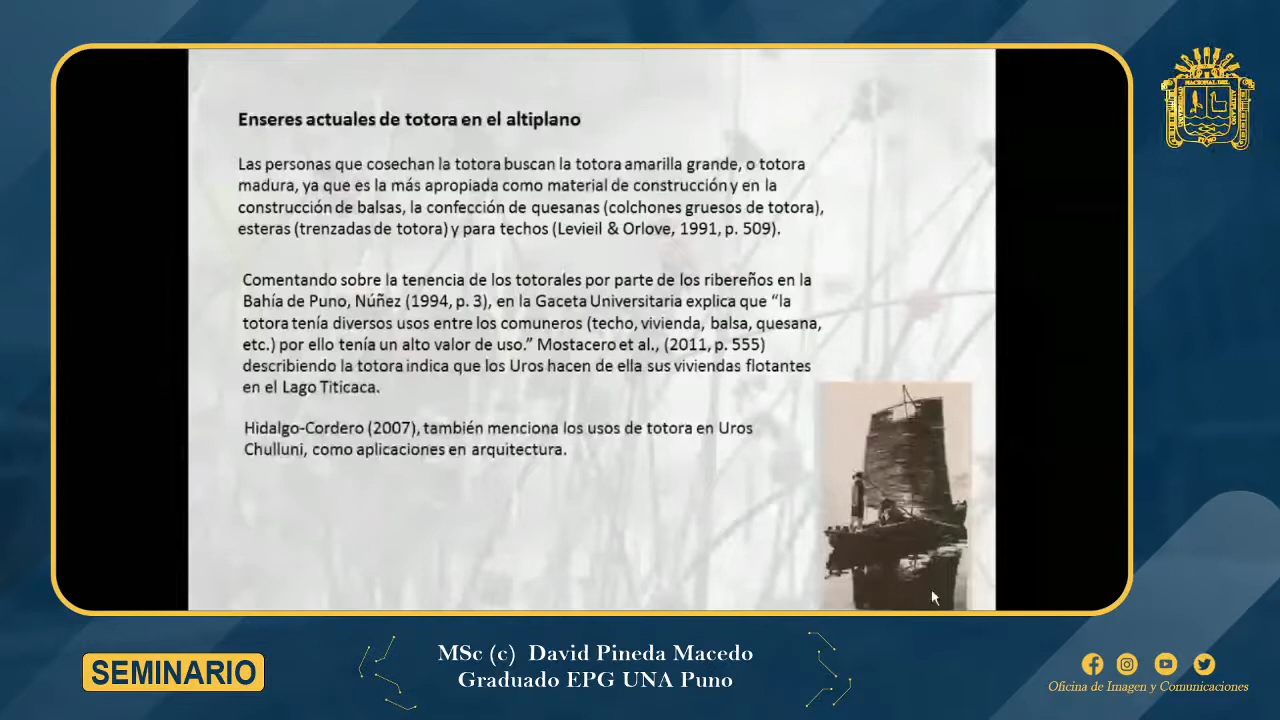 Enseres actuales de totora en el altiplano
Las personas que cosechan la totora buscan la totora amarilla grande, o totora
madura, ya que es la más apropiada como material de construcción y en la
construcción de balsas, la confección de quesanas (colchones gruesos de totora),
esteras (trenzadas de totora) y para techos (Levieil & Orlove, 1991, p. 509).
Comentando sobre la tenencia de los totorales por parte de los ribereños en la
Bahía de Puno, Núñez (1994, p. 3), en la Gaceta Universitaria explica que “la
totora tenía diversos usos entre los comuneros (techo, vivienda, balsa, quesana,
etc.) por ello tenía un alto valor de uso.” Mostacero et al., (2011, p. 555)
describiendo la totora indica que los Uros hacen de ella sus viviendas flotantes
en el Lago Titicaca.
Hidalgo-Cordero (2007), también menciona los usos de totora en Uros
Chulluni, como aplicaciones en arquitectura.
SEMINARIO
MSc (c) David Pineda Macedo
Graduado EPG UNA Puno
Oficina de Imagen y Comunicaciones